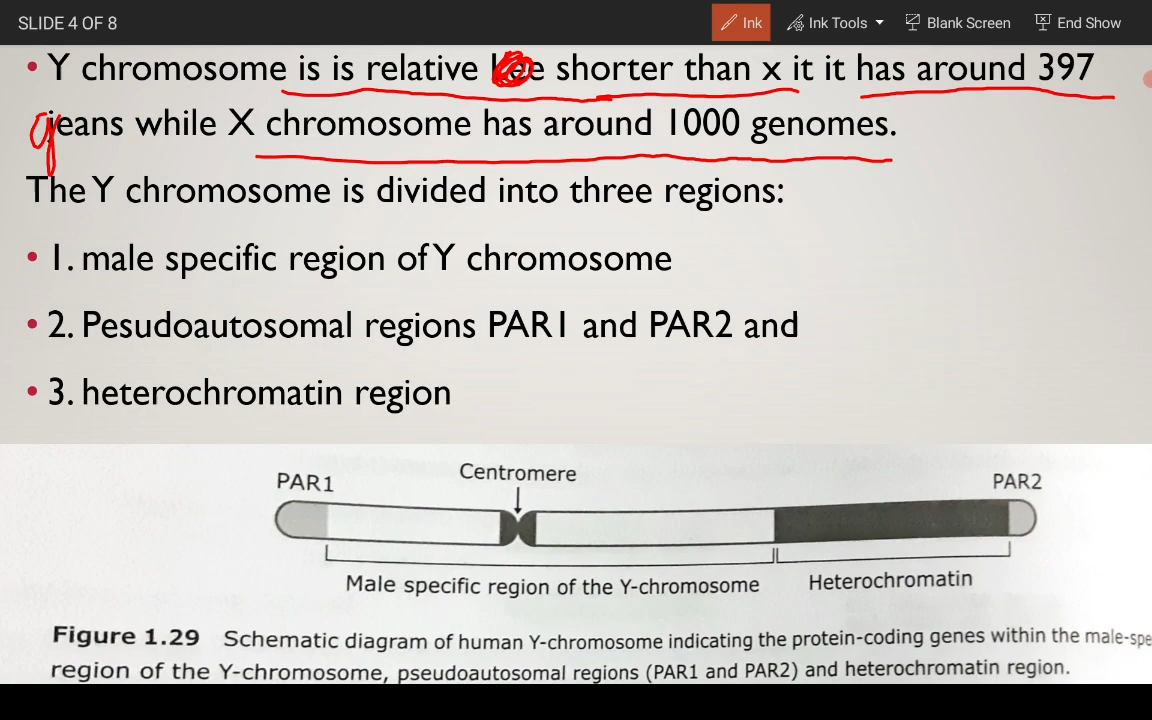 SLIDE 4 OF 8
Ink
Ink Tools
Blank Screen
End Show
• Y chromosome is is relative shorter than x it it has around 397
jeans while X chromosome has around 1000 genomes.
g
The Y chromosome is divided into three regions:
• 1. male specific region of Y chromosome
• 2. Pesudoautosomal regions PAR1 and PAR2 and
• 3. heterochromatin region
PAR1
Centromere
PAR2
Male specific region of the Y-chromosome
Heterochromatin
Figure 1.29 Schematic diagram of human Y-chromosome indicating the protein-coding genes within the male-spe
region of the Y-chromosome, pseudoautosomal regions (PAR1 and PAR2) and heterochromatin region.